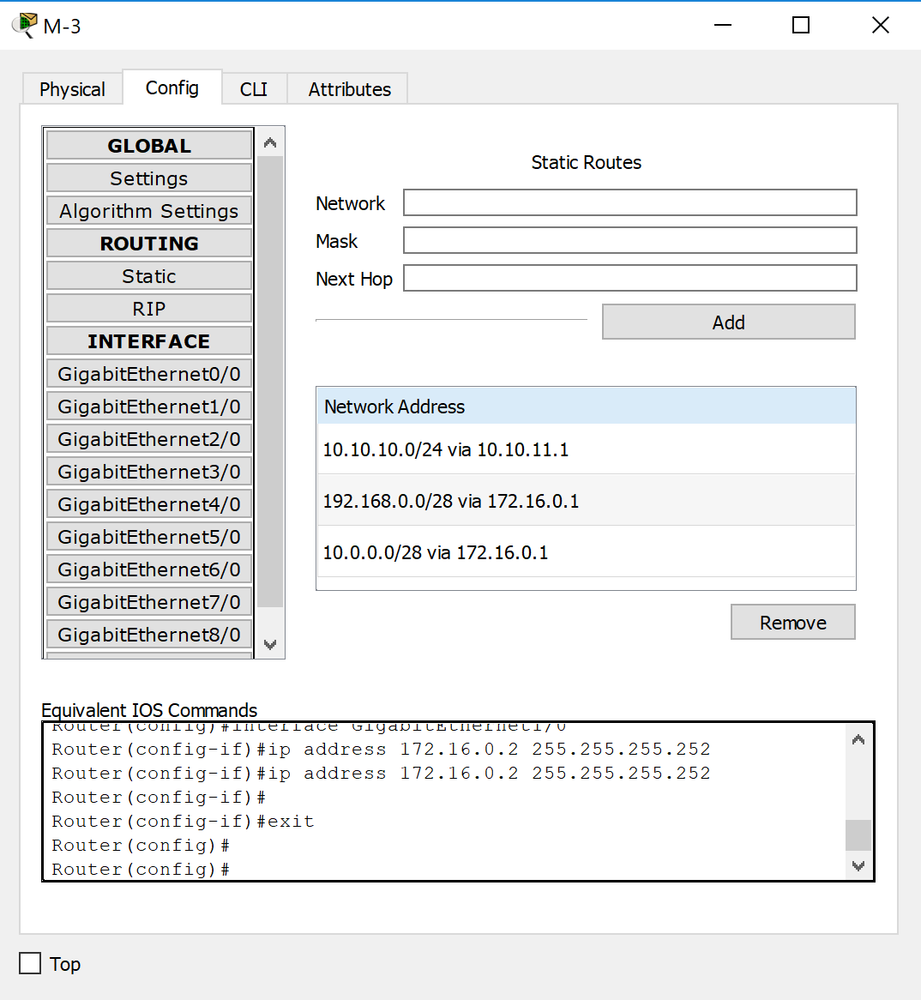 M-3
Physical Config CLI Attributes
GLOBAL
Settings
Algorithm Settings
ROUTING
Static
RIP
INTERFACE
GigabitEthernet0/0
GigabitEthernet1/0
GigabitEthernet2/0
GigabitEthernet3/0
GigabitEthernet4/0
GigabitEthernet5/0
GigabitEthernet6/0
GigabitEthernet7/0
GigabitEthernet8/0
Static Routes
Network
Mask
Next Hop
Add
Network Address
10.10.10.0/24 via 10.10.11.1
192.168.0.0/28 via 172.16.0.1
10.0.0.0/28 via 172.16.0.1
Remove
Equivalent IOS Commands
Router(config)#interface GigabitEthernet1/0
Router(config-if)#ip address 172.16.0.2 255.255.255.252
Router(config-if)#ip address 172.16.0.2 255.255.255.252
Router(config-if)#
Router(config-if)#exit
Router(config)#
Router(config)#
Top